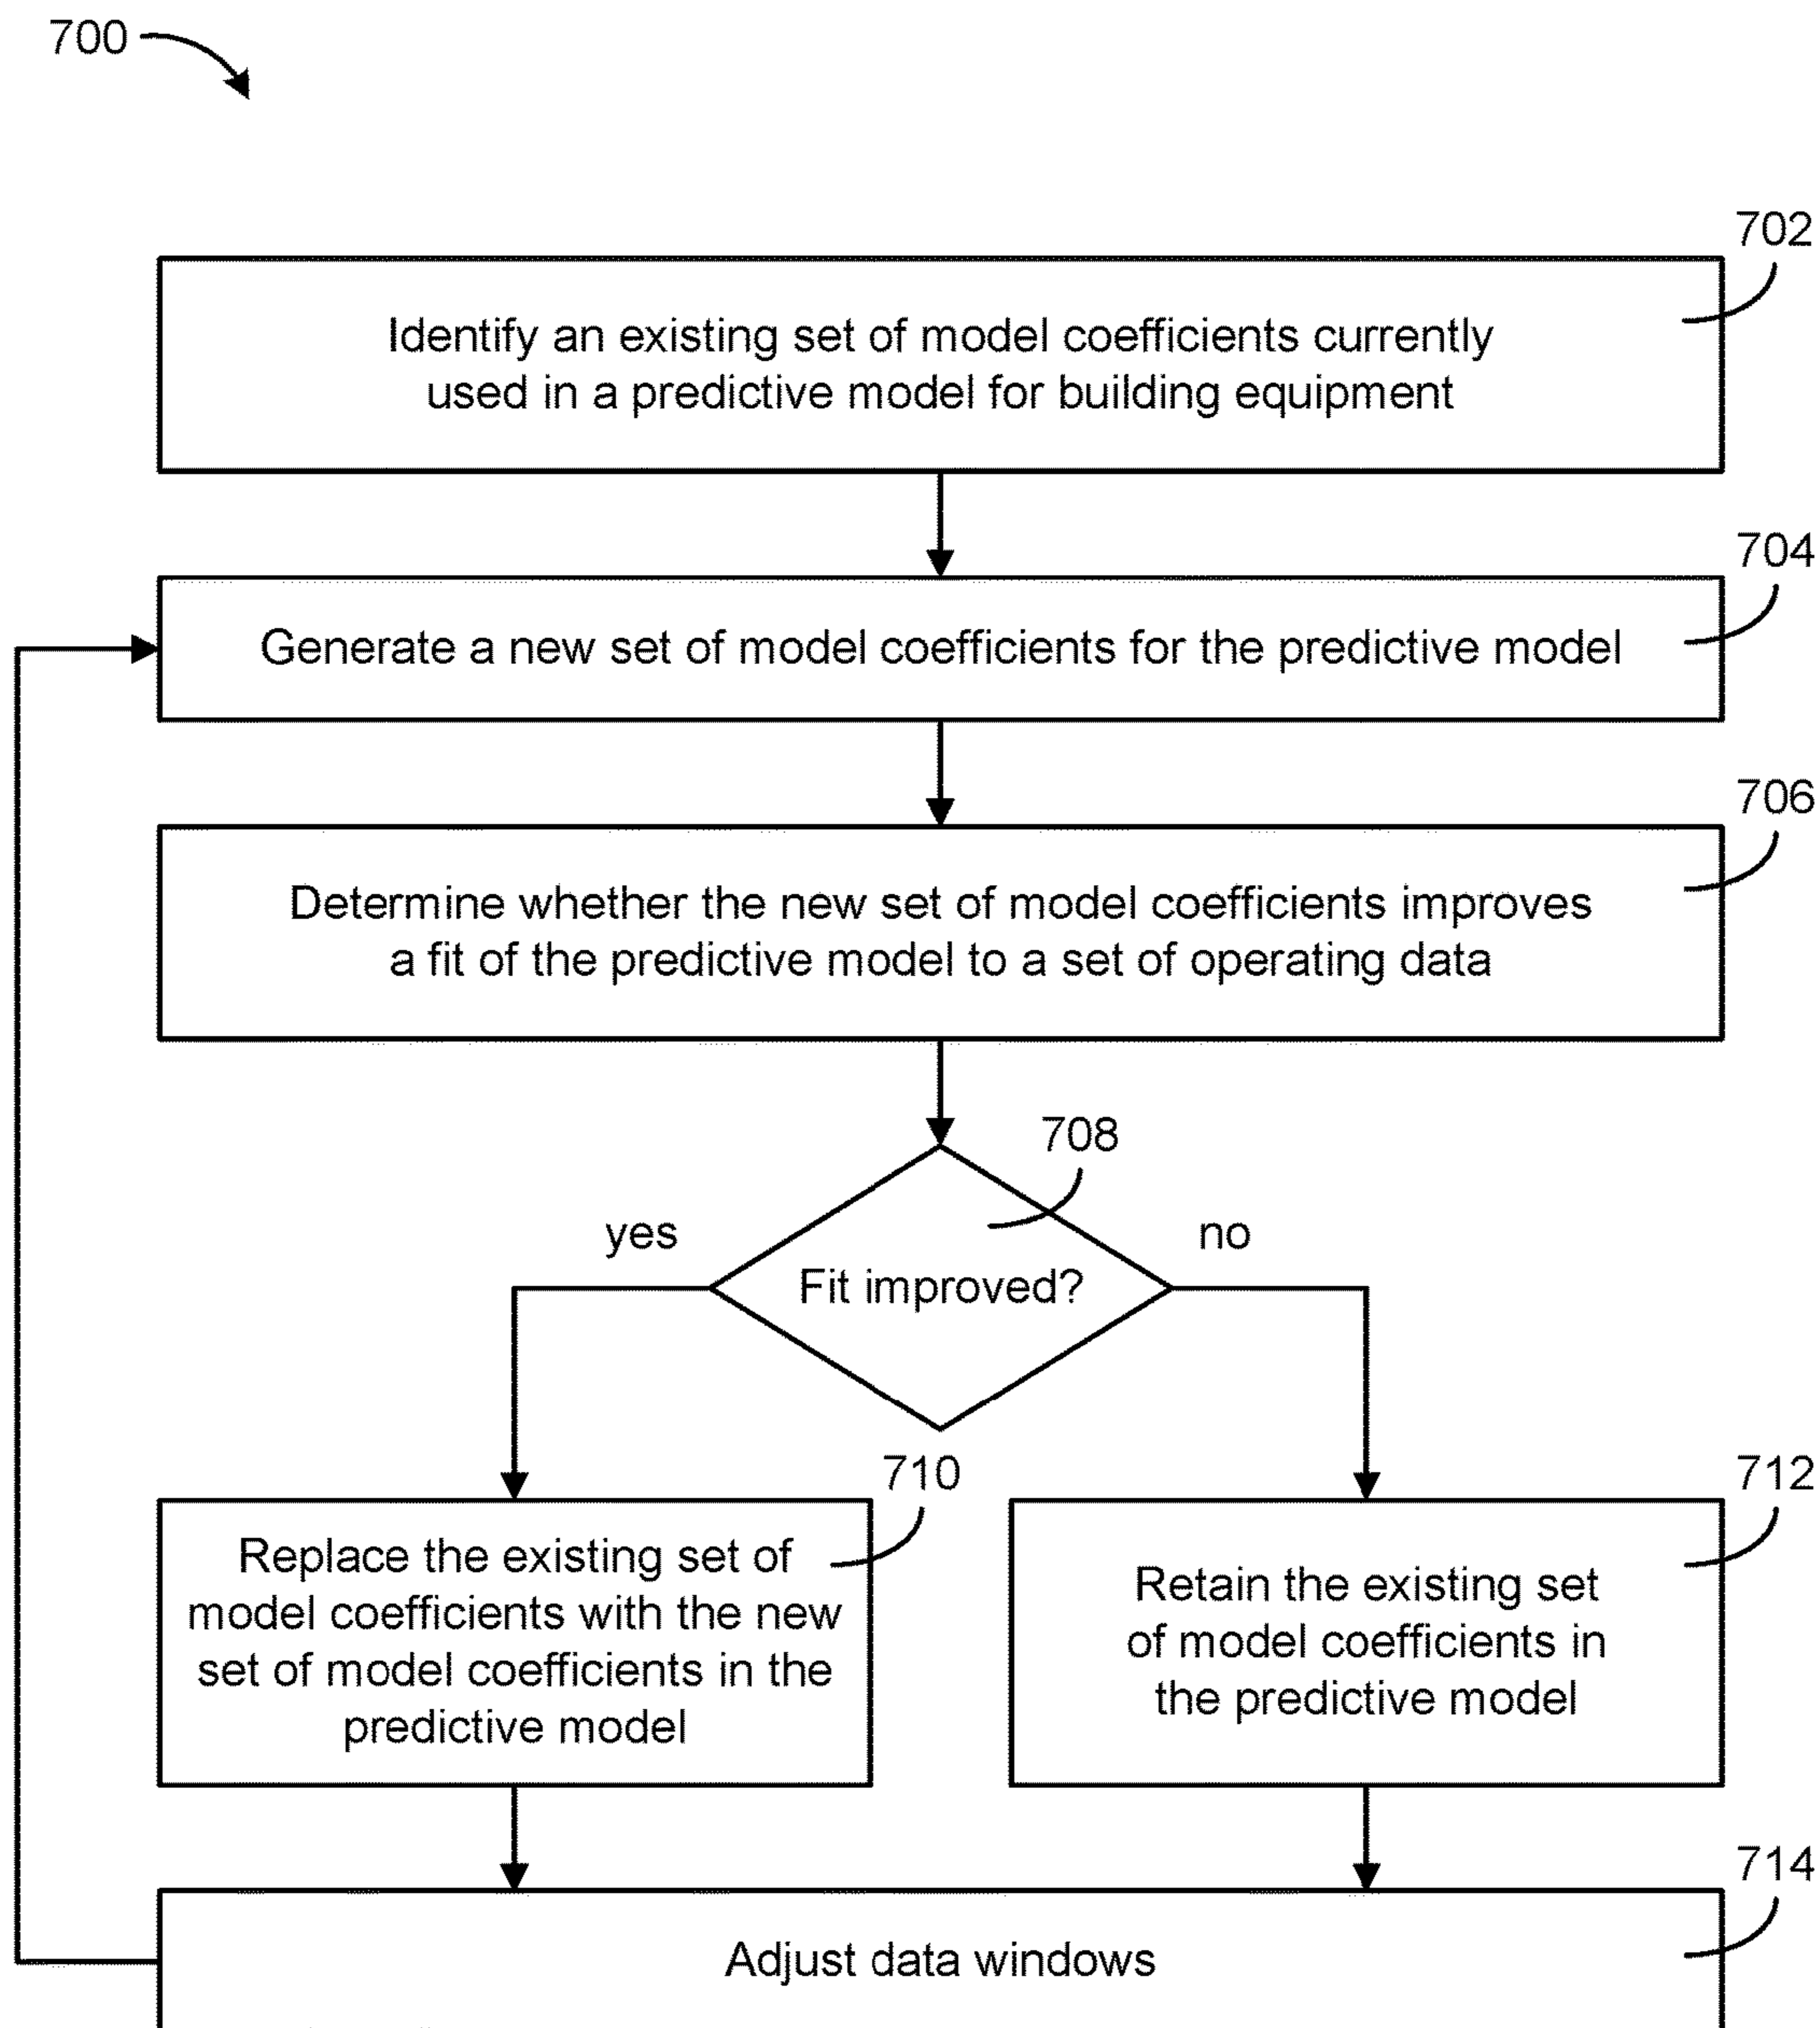 700
702
Identify an existing set of model coefficients currently
used in a predictive model for building equipment
704
Generate a new set of model coefficients for the predictive model
706
Determine whether the new set of model coefficients improves
a fit of the predictive model to a set of operating data
708
yes
no
Fit improved?
710
Replace the existing set of
model coefficients with the new
set of model coefficients in the
predictive model
712
Retain the existing set
of model coefficients in
the predictive model
714
Adjust data windows